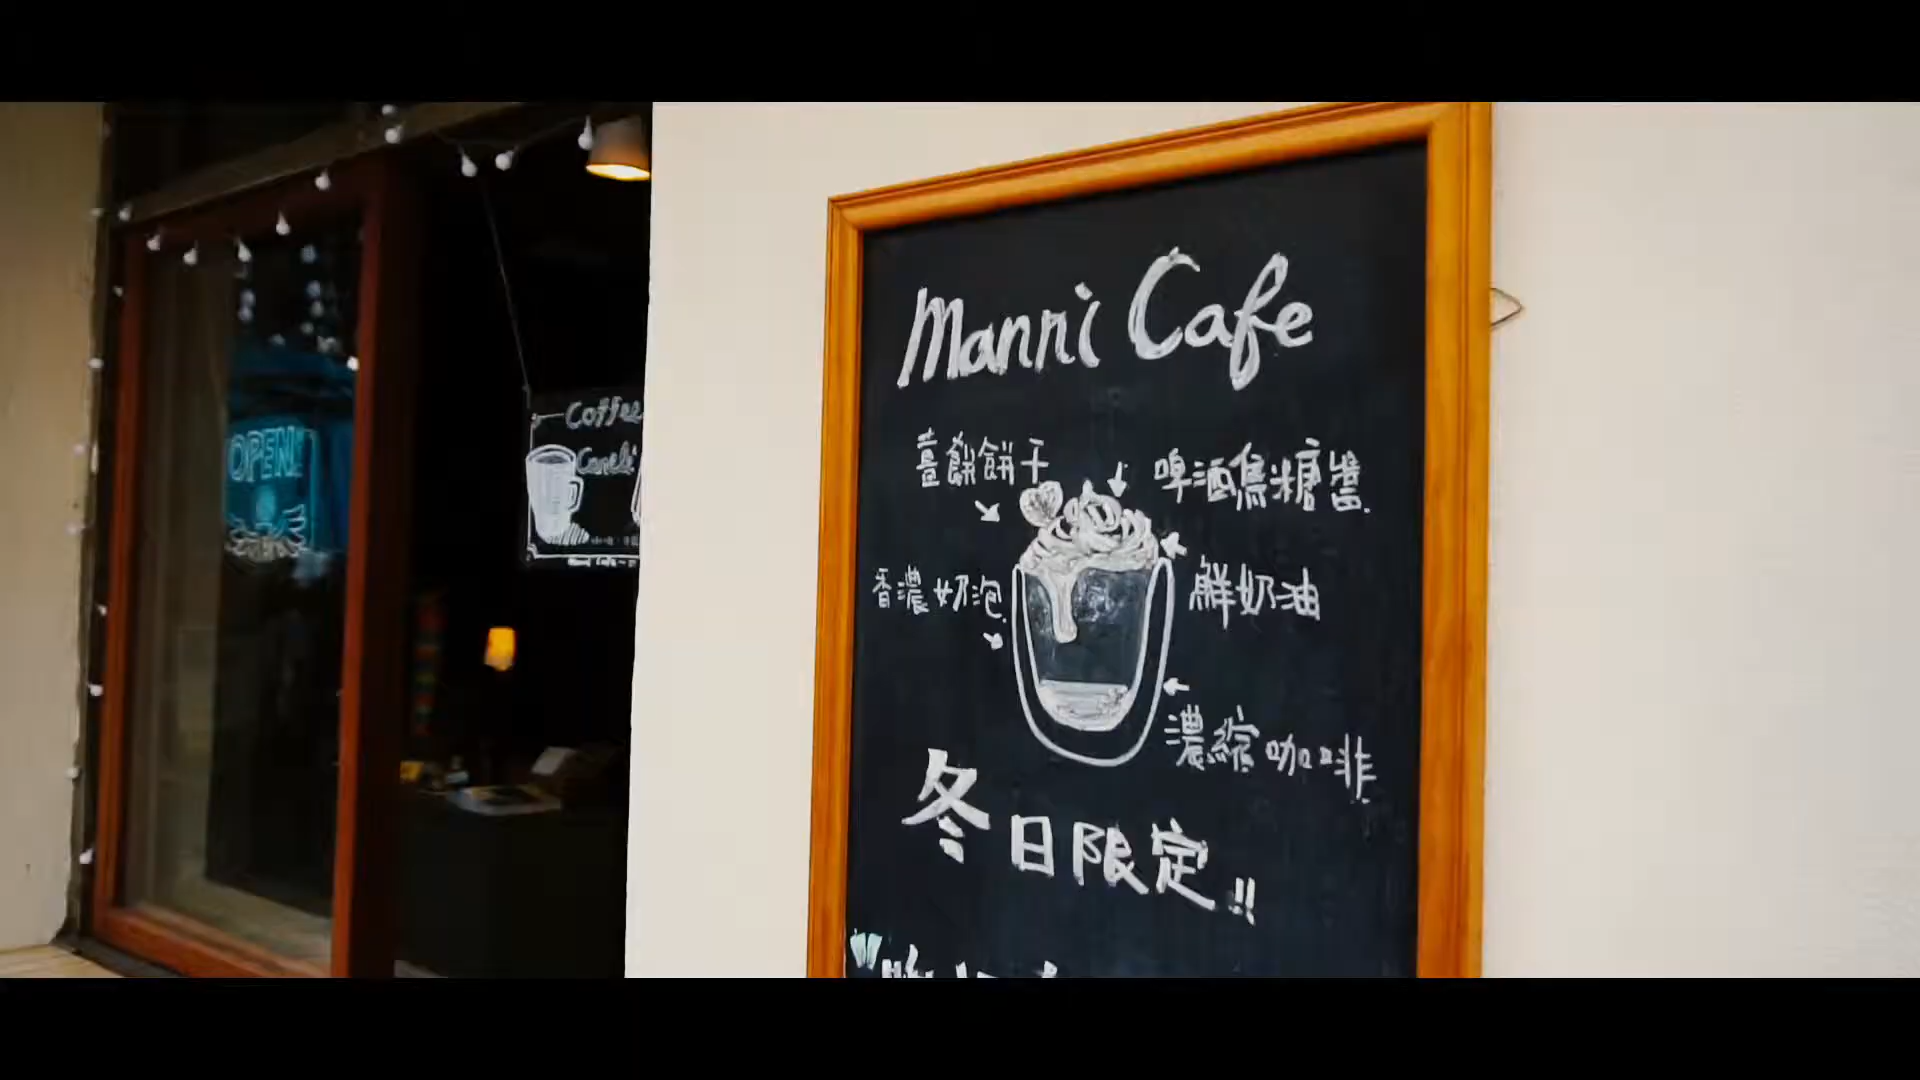 Manni Cafe
薑餅餅干
啤酒焦糖醬
香濃奶泡
鮮奶油
濃縮咖啡
冬日限定!!
OPEN
Coffee
Canelé